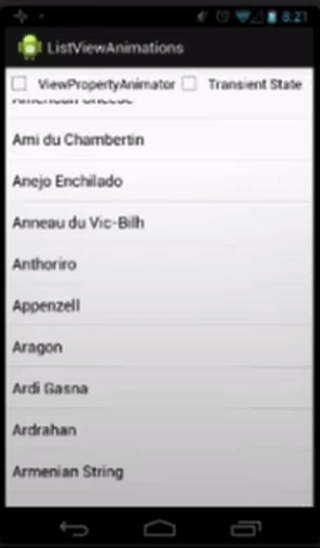 8:21
ListViewAnimations
ViewPropertyAnimator Transient State
American Cheese
Ami du Chambertin
Anejo Enchilado
Anneau du Vic-Bilh
Anthoriro
Appenzell
Aragon
Ardi Gasna
Ardrahan
Armenian String